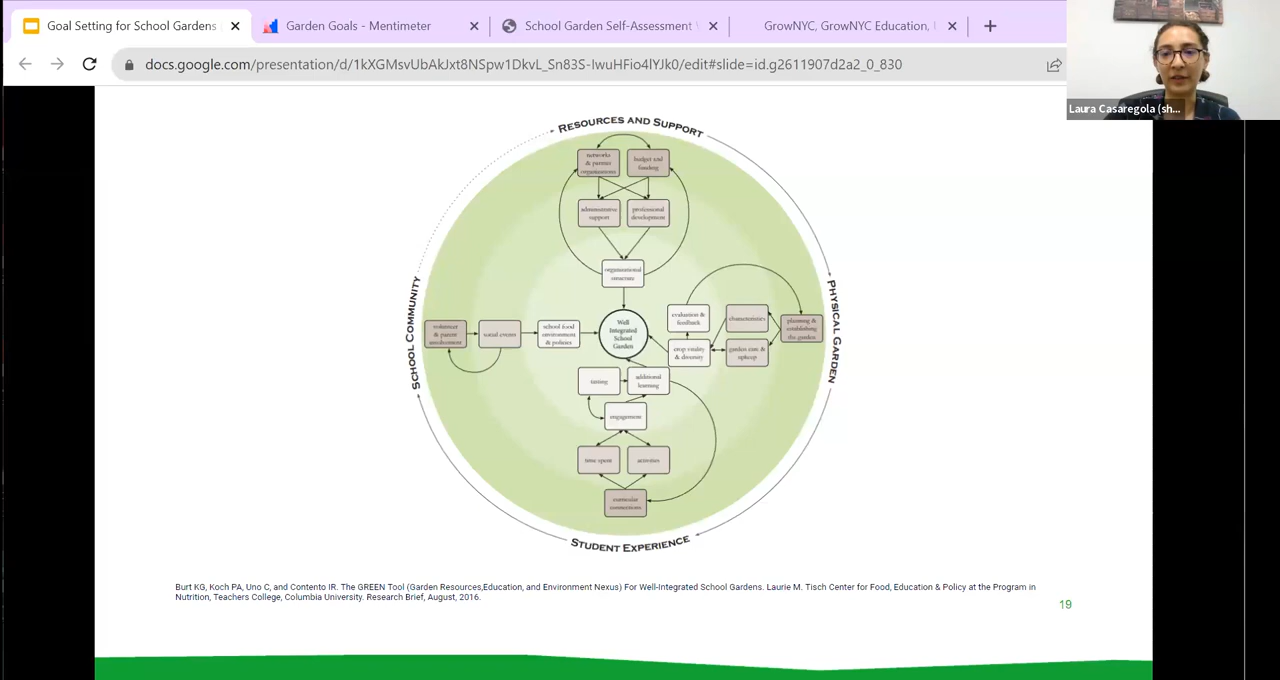 Goal Setting for School Gardens
Garden Goals - Mentimeter
School Garden Self-Assessment
GrowNYC, GrowNYC Education,
docs.google.com/presentation/d/1kXGMsvUbAkJxt8NSpw1DkvL_Sn83S-IwuHFio4lYJk0/edit#slide=id.g2611907d2a2_0_830
Laura Casaregola (sh...
RESOURCES AND SUPPORT
networks
& partner
organizations
budget and
funding
administrative
support
professional
development
organizational
structure
SCHOOL COMMUNITY
volunteer
& parent
involvement
social events
school food
environment
& policies
Well
Integrated
School
Garden
evaluation &
feedback
characteristics
planning &
establishing
the garden
crop vitality
& diversity
garden care &
upkeep
PHYSICAL GARDEN
tasting
additional
learning
engagement
time spent
activities
curricular
connections
STUDENT EXPERIENCE
Burt KG, Koch PA, Uno C, and Contento IR. The GREEN Tool (Garden Resources,Education, and Environment Nexus) For Well-Integrated School Gardens. Laurie M. Tisch Center for Food, Education & Policy at the Program in
Nutrition, Teachers College, Columbia University. Research Brief, August, 2016.
19